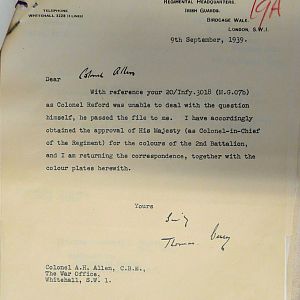 TELEPHONE
WHITEHALL 3228 (1 LINE)
REGIMENTAL HEADQUARTERS,
IRISH GUARDS,
BIRDCAGE WALK,
LONDON, S.W.1.
19A
9th September, 1939.
Dear Colonel Allen
With reference your 20/Infy.3018 (M.G.07b)
as Colonel Reford was unable to deal with the question
himself, he passed the file to me. I have accordingly
obtained the approval of His Majesty (as Colonel-in-Chief
of the Regiment) for the colours of the 2nd Battalion,
and I am returning the correspondence, together with the
colour plates herewith.
Yours
Thomas
Colonel A.H. Allen, C.B.E.,
The War Office,
Whitehall, S.W. 1.